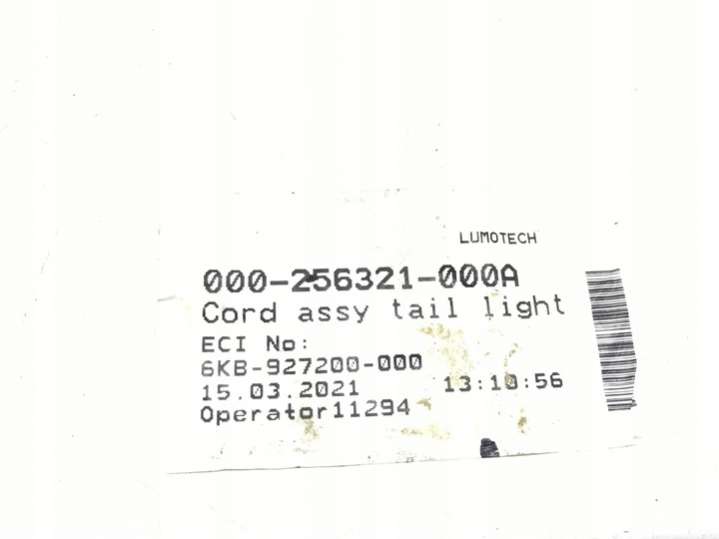 LUMOTECH
000-256321-000A
Cord assy tail light
ECI No:
6KB-927200-000
15.03.2021 13:10:56
Operator11294